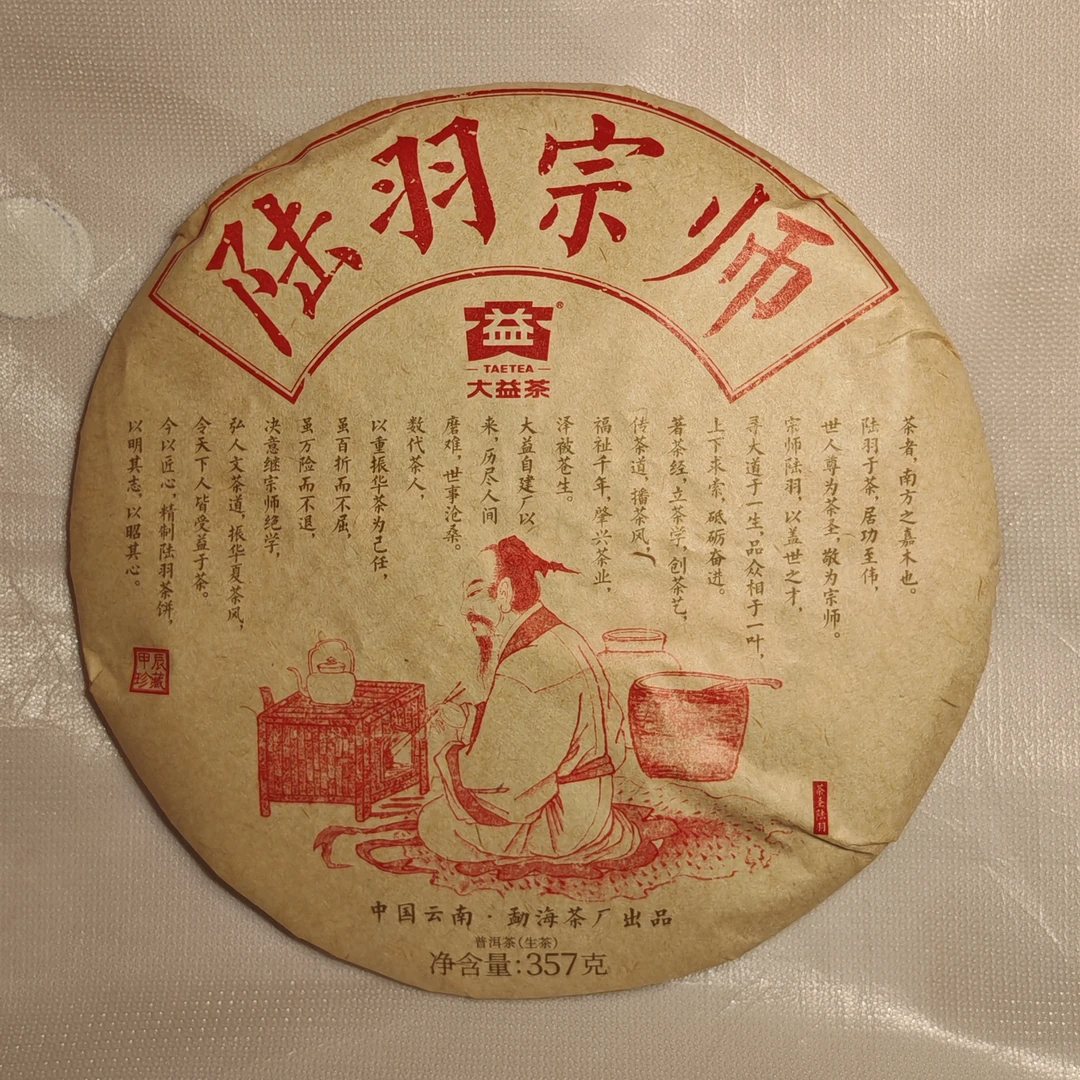 陆羽宗师
益®
TAETEA
大益茶
茶者，南方之嘉木也。
陆羽于茶，居功至伟，
世人尊为茶圣，敬为宗师。
宗师陆羽，以盖世之才，
寻大道于一生，品众相于一叶，
上下求索，砥砺奋进。
著茶经，立茶学，创茶艺，
传茶道，播茶风，
福祉千年，肇兴茶业，
泽被苍生。
大益自建厂以
来，历尽人间
磨难，世事沧桑。
数代茶人，
以重振华茶为己任，
虽百折而不屈，
虽万险而不退，
决意继宗师绝学，
弘人文茶道，振华夏茶风，
令天下人皆受益于茶。
今以匠心，精制陆羽茶饼，
以明其志，以昭其心。
甲辰珍藏
茶圣陆羽
中国云南·勐海茶厂出品
普洱茶(生茶)
净含量:357克